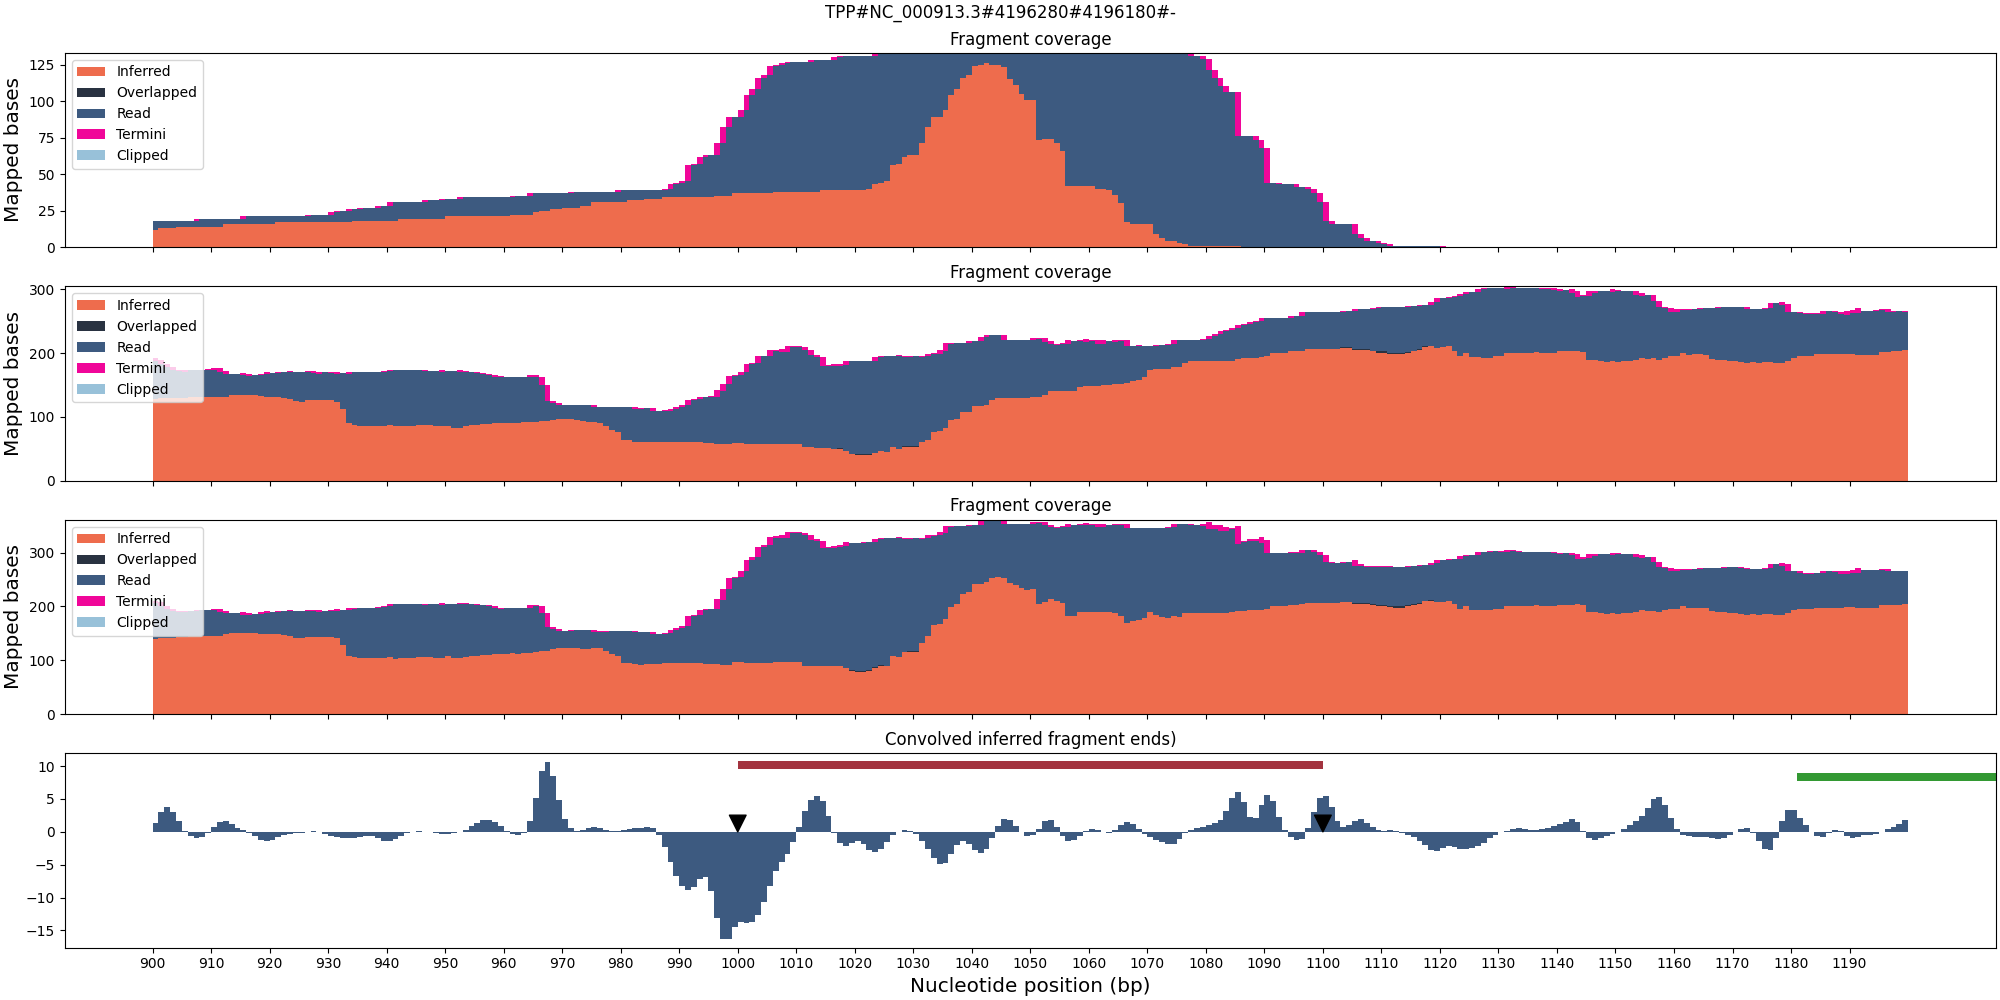 TPP#NC_000913.3#4196280#4196180#-
Fragment coverage
Mapped bases
125
100
75
50
25
0
Inferred
Overlapped
Read
Termini
Clipped
Fragment coverage
Mapped bases
300
200
100
0
Inferred
Overlapped
Read
Termini
Clipped
Fragment coverage
Mapped bases
300
200
100
0
Inferred
Overlapped
Read
Termini
Clipped
Convolved inferred fragment ends)
10
5
0
−5
−10
−15
900 910 920 930 940 950 960 970 980 990 1000 1010 1020 1030 1040 1050 1060 1070 1080 1090 1100 1110 1120 1130 1140 1150 1160 1170 1180 1190
Nucleotide position (bp)